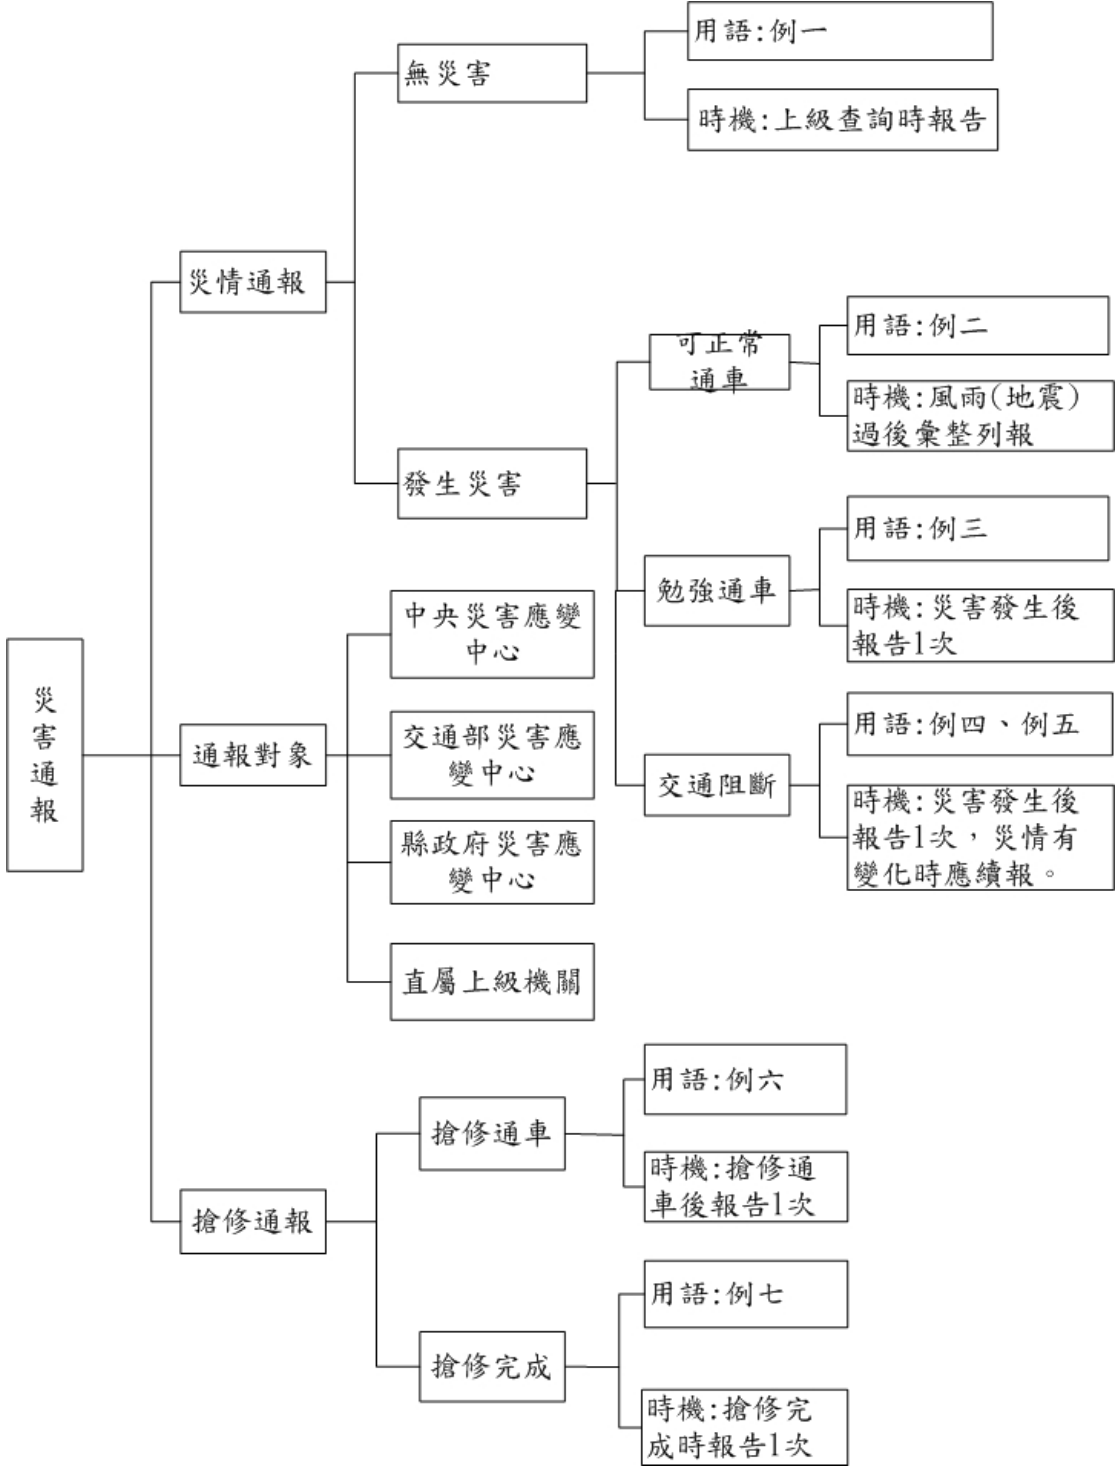 災害通報
災情通報
無災害
用語:例一
時機:上級查詢時報告
發生災害
可正常
通車
用語:例二
時機:風雨(地震)
過後彙整列報
勉強通車
用語:例三
時機:災害發生後
報告1次
交通阻斷
用語:例四、例五
時機:災害發生後
報告1次，災情有
變化時應續報。
通報對象
中央災害應變
中心
交通部災害應
變中心
縣政府災害應
變中心
直屬上級機關
搶修通報
搶修通車
用語:例六
時機:搶修通
車後報告1次
搶修完成
用語:例七
時機:搶修完
成時報告1次